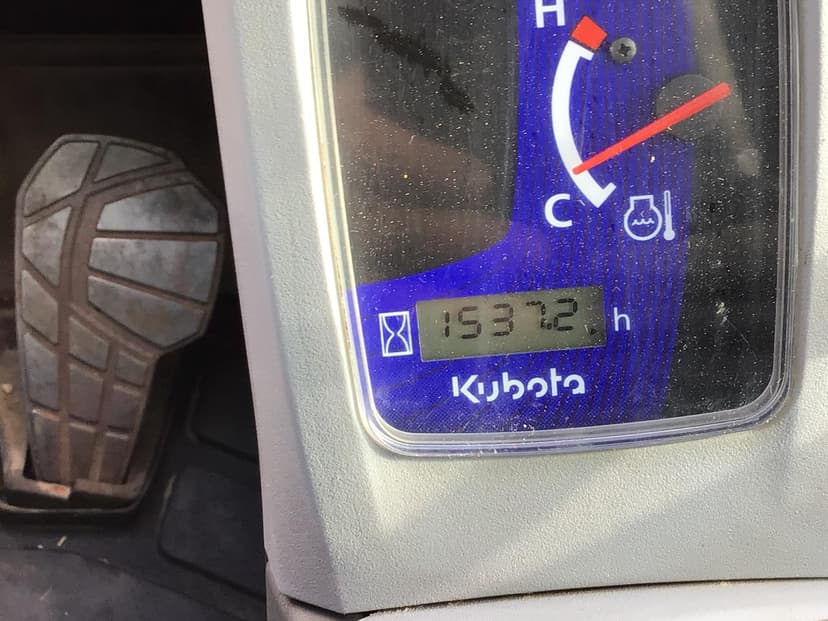 H
C
1537.2 h
Kubota